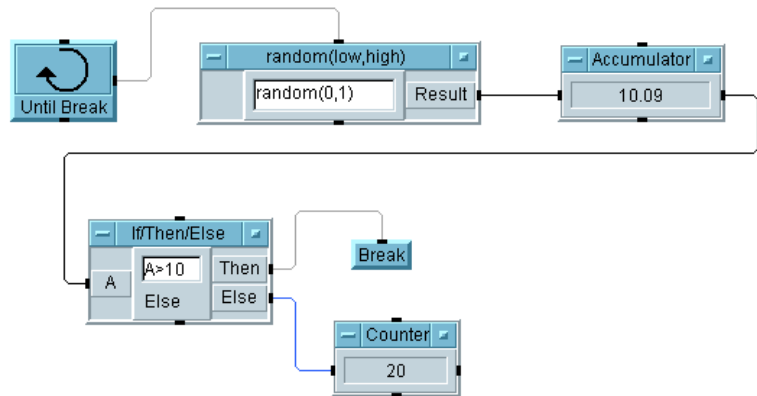 Until Break
random(low,high)
random(0,1)
Result
Accumulator
10.09
If/Then/Else
A
A>10
Then
Else
Else
Break
Counter
20